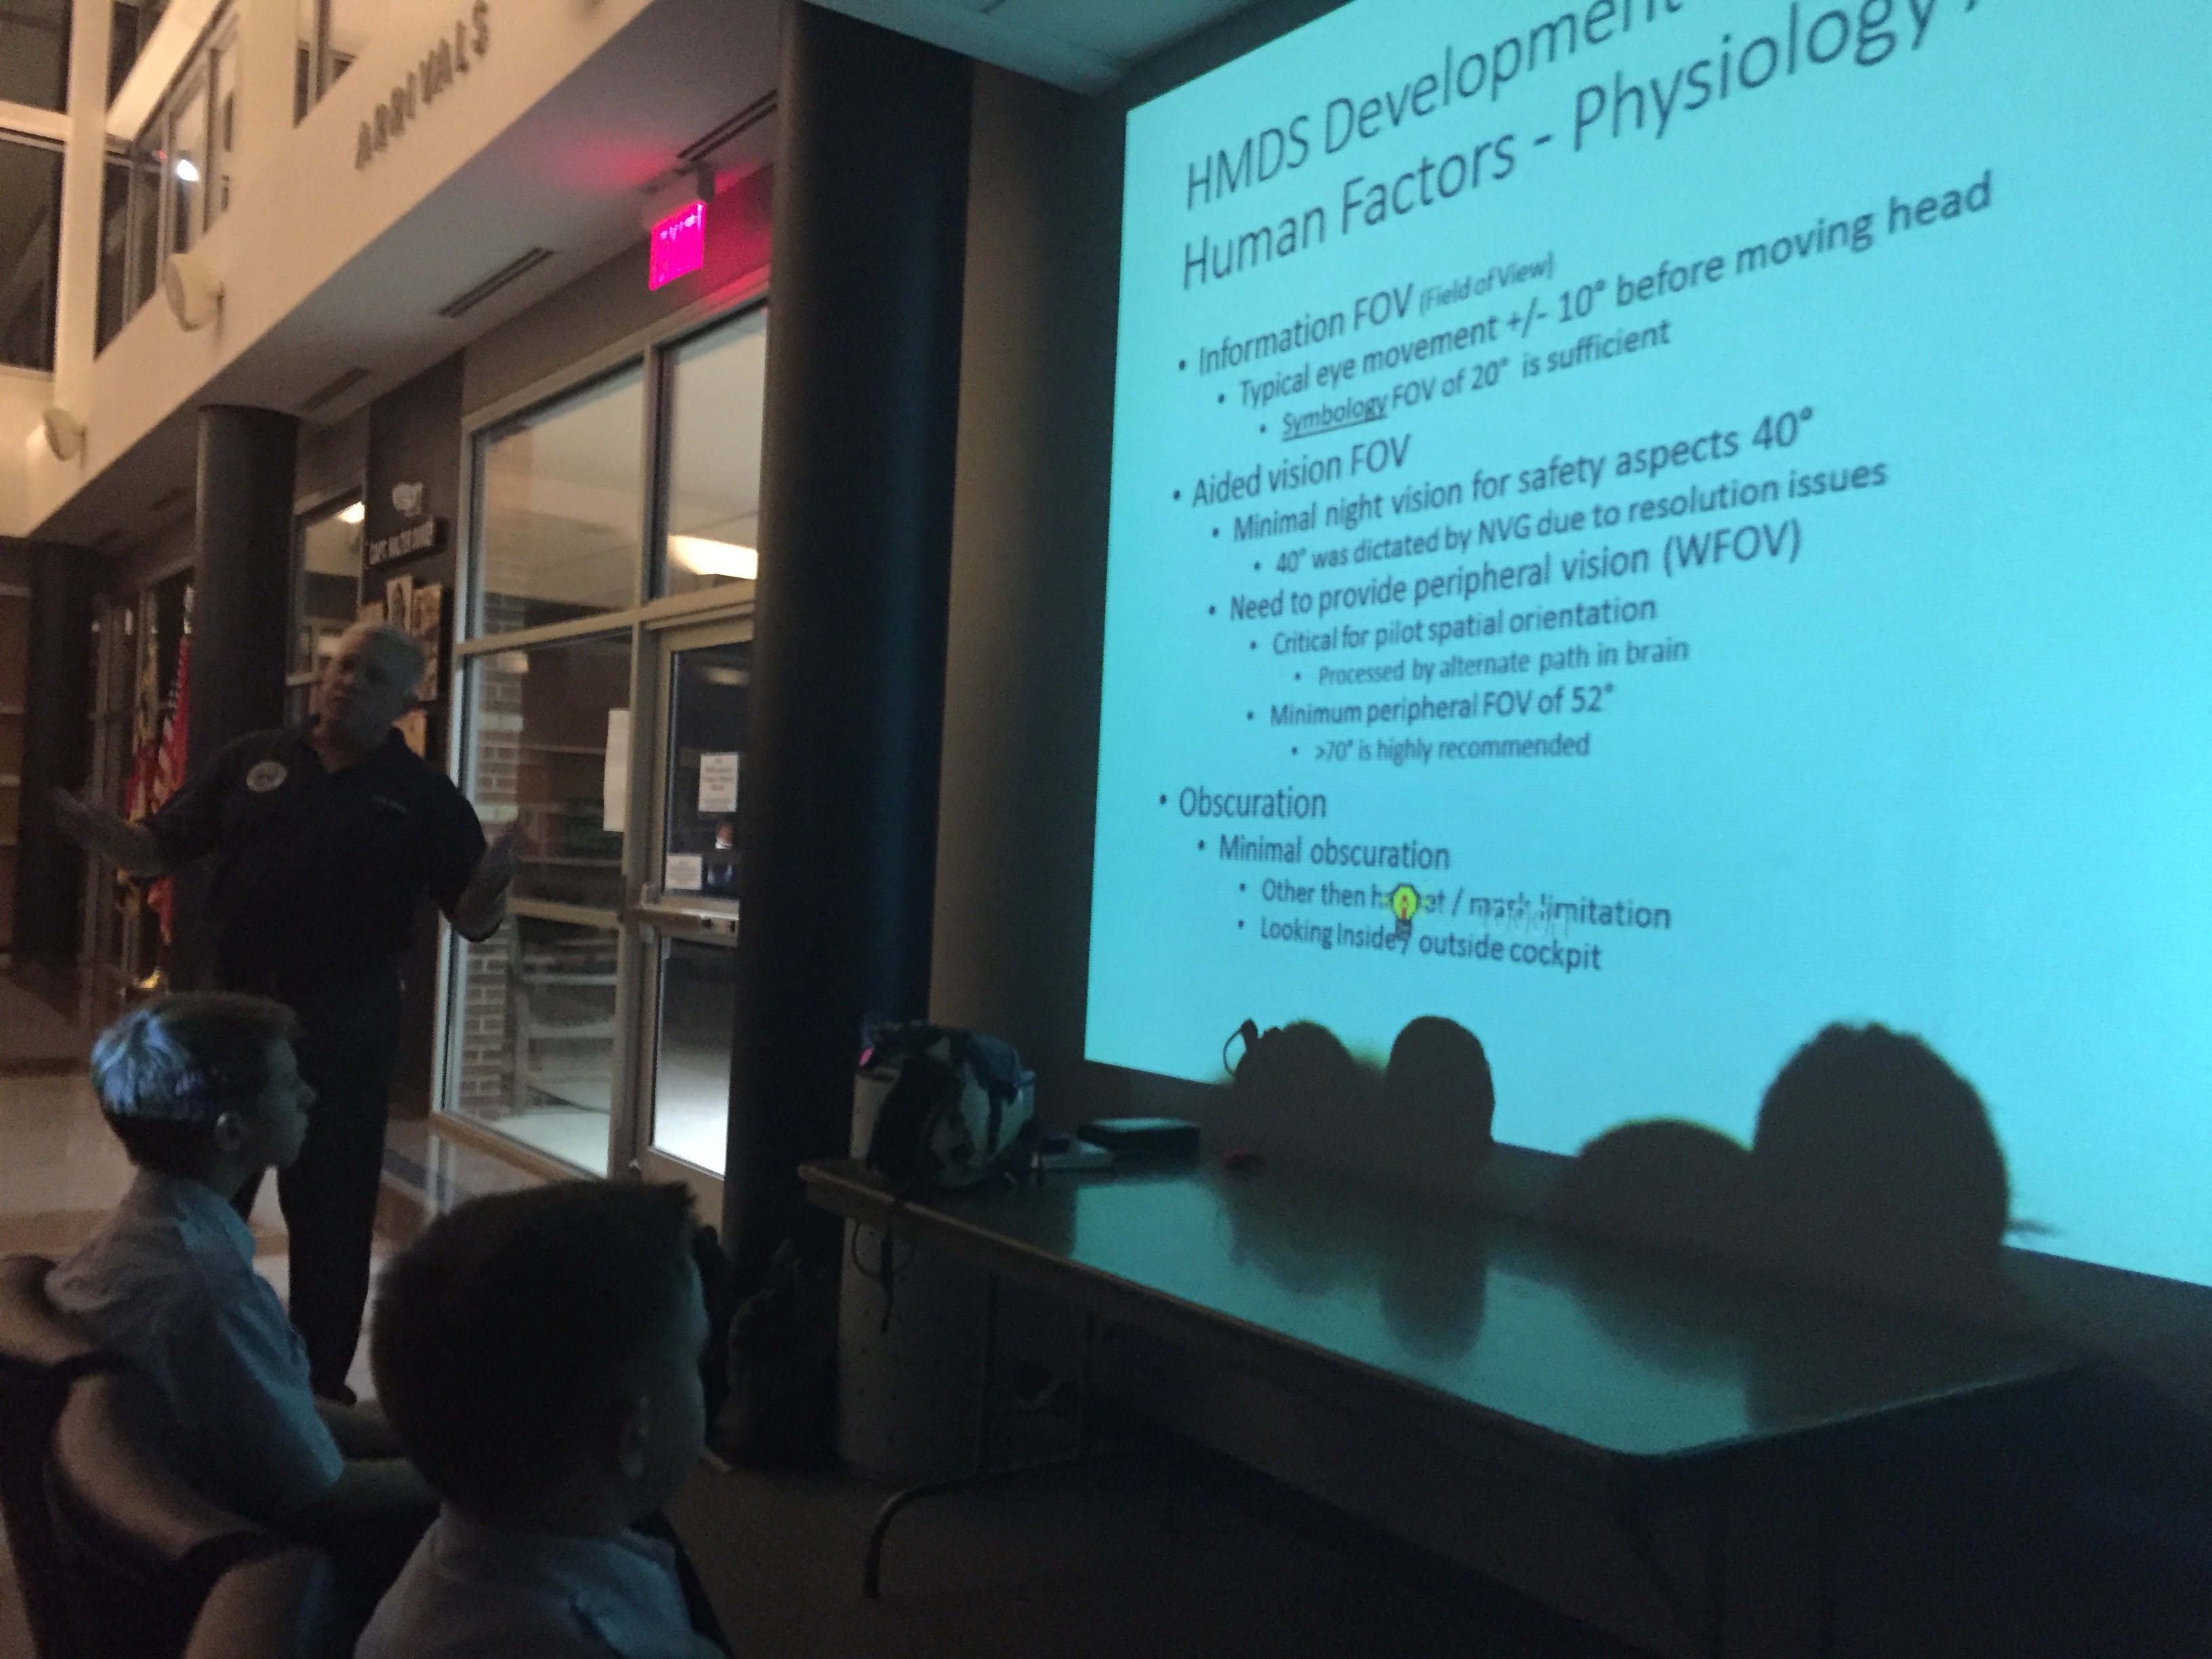 ARRIVALS
HMDS Development
Human Factors - Physiology /
• Information FOV (Field of View)
• Typical eye movement +/- 10° before moving head
• Symbology FOV of 20° is sufficient
• Aided vision FOV
• Minimal night vision for safety aspects 40°
• 40° was dictated by NVG due to resolution issues
• Need to provide peripheral vision (WFOV)
• Critical for pilot spatial orientation
• Processed by alternate path in brain
• Minimum peripheral FOV of 52°
• >70° is highly recommended
• Obscuration
• Minimal obscuration
• Other then / mask limitation
• Looking Inside / outside cockpit
CAPT. WALTER